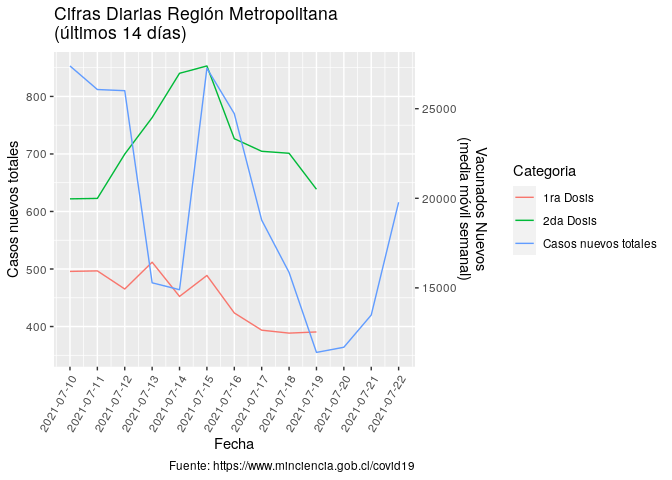 Cifras Diarias Región Metropolitana
(últimos 14 días)
Casos nuevos totales
800
700
600
500
400
25000
20000
15000
Vacunados Nuevos
(media móvil semanal)
2021-07-10
2021-07-11
2021-07-12
2021-07-13
2021-07-14
2021-07-15
2021-07-16
2021-07-17
2021-07-18
2021-07-19
2021-07-20
2021-07-21
2021-07-22
Fecha
Categoria
1ra Dosis
2da Dosis
Casos nuevos totales
Fuente: https://www.minciencia.gob.cl/covid19